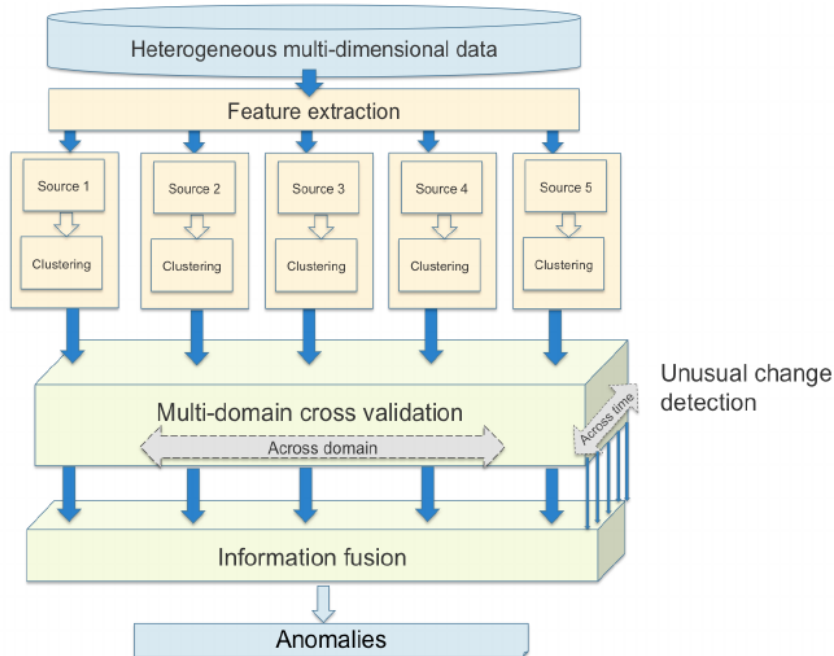 Heterogeneous multi-dimensional data
Feature extraction
Source 1
Source 2
Source 3
Source 4
Source 5
Clustering
Clustering
Clustering
Clustering
Clustering
Unusual change
detection
Multi-domain cross validation
Across time
Across domain
Information fusion
Anomalies